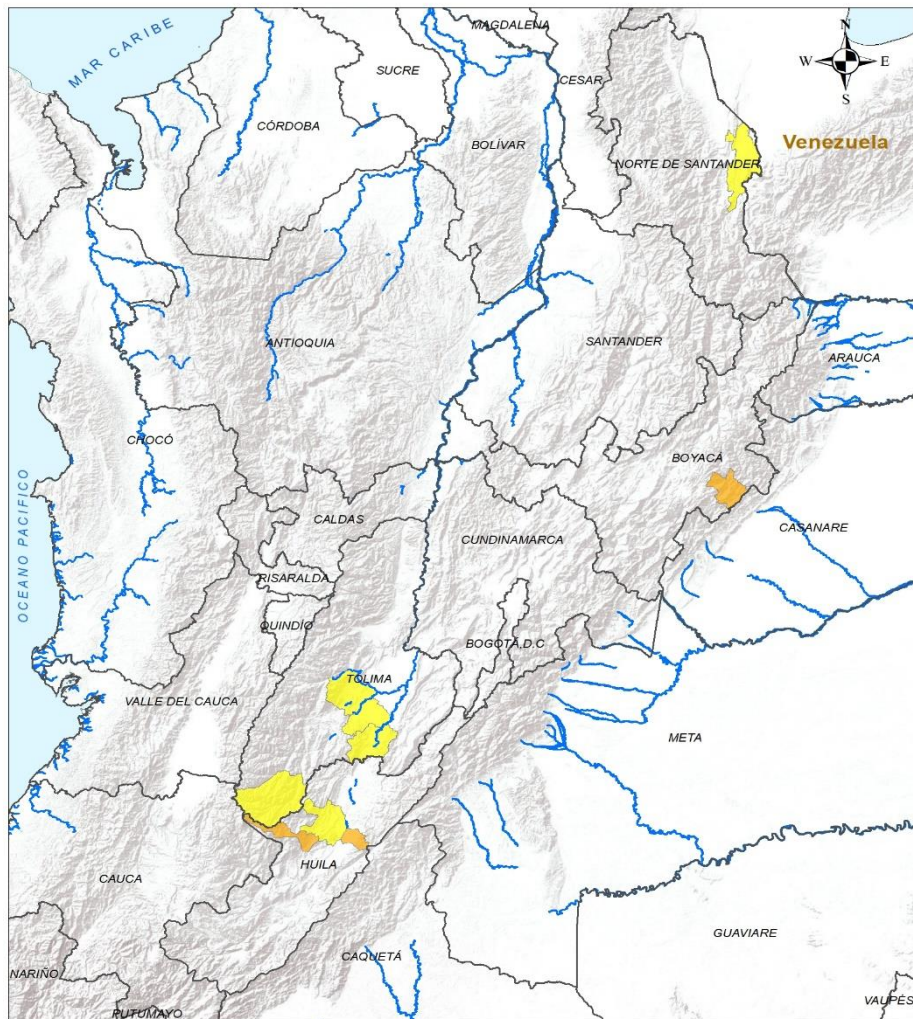 MAR CARIBE
MAGDALENA
SUCRE
CESAR
N
W
E
S
CÓRDOBA
BOLÍVAR
NORTE DE SANTANDER
Venezuela
ANTIOQUIA
SANTANDER
ARAUCA
CHOCÓ
BOYACÁ
OCEANO PACIFICO
CALDAS
CUNDINAMARCA
CASANARE
RISARALDA
QUINDÍO
BOGOTÁ,D.C
TOLIMA
VALLE DEL CAUCA
META
HUILA
CAUCA
GUAVIARE
CAQUETÁ
NARIÑO
VAUPÉS
PUTUMAYO